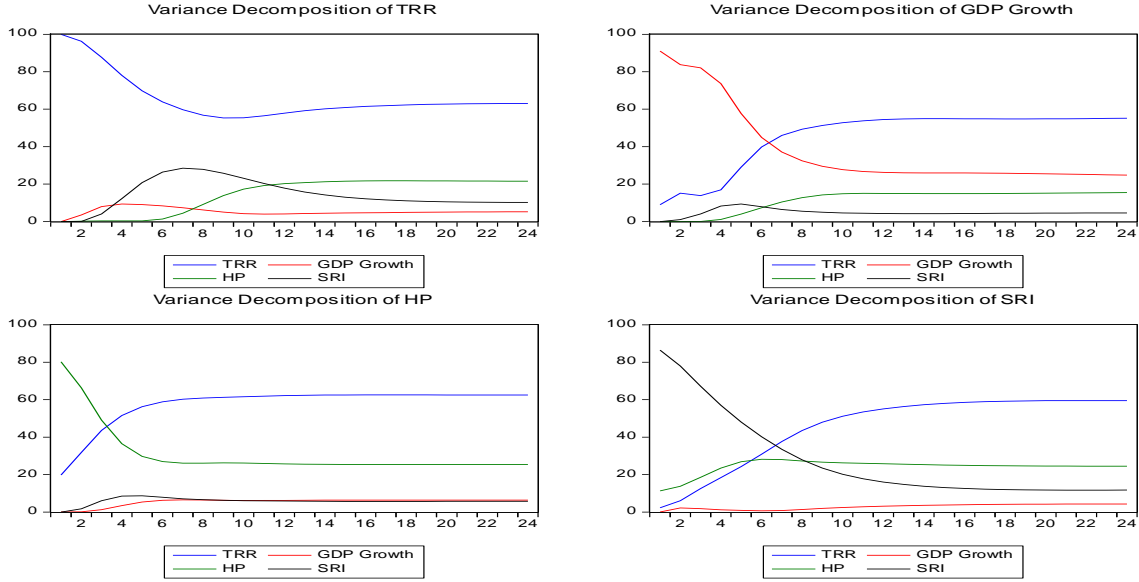 Variance Decomposition of TRR
100
80
60
40
20
0
2 4 6 8 10 12 14 16 18 20 22 24
TRR GDP Growth
HP SRI
Variance Decomposition of GDP Growth
100
80
60
40
20
0
2 4 6 8 10 12 14 16 18 20 22 24
TRR GDP Growth
HP SRI
Variance Decomposition of HP
100
80
60
40
20
0
2 4 6 8 10 12 14 16 18 20 22 24
TRR GDP Growth
HP SRI
Variance Decomposition of SRI
100
80
60
40
20
0
2 4 6 8 10 12 14 16 18 20 22 24
TRR GDP Growth
HP SRI